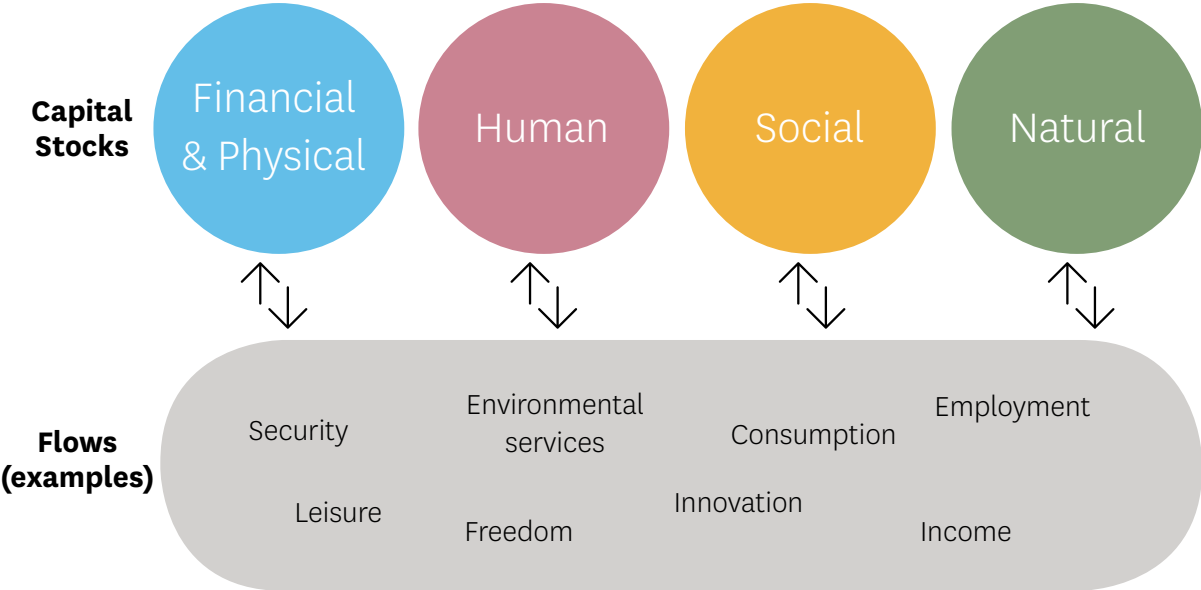 Capital
Stocks
Financial
& Physical
Human
Social
Natural
Flows
(examples)
Security
Environmental
services
Consumption
Employment
Leisure
Freedom
Innovation
Income